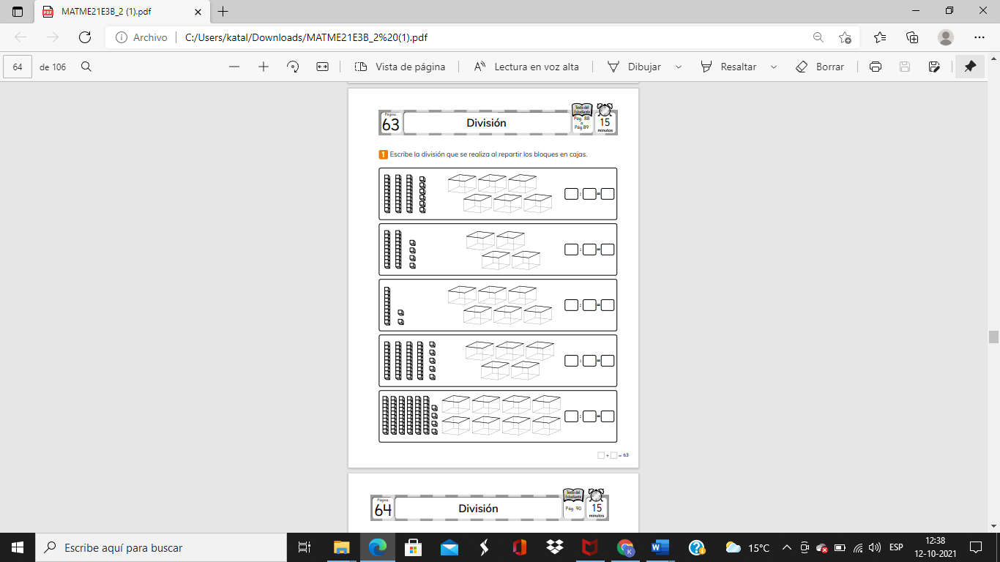 MATME21E3B_2 (1).pdf
Archivo
C:/Users/katal/Downloads/MATME21E3B_2%20(1).pdf
64 de 106
Vista de página
Lectura en voz alta
Dibujar
Resaltar
Borrar
Página
63
División
Texto del
Estudiante
Pág. 88
a
Pág.89
15
minutos
1 Escribe la división que se realiza al repartir los bloques en cajas.
: =
: =
: =
: =
: =
+ = 63
Página
64
División
Texto del
Estudiante
Pág. 90
15
minutos
Escribe aquí para buscar
15°C
ESP
12:38
12-10-2021